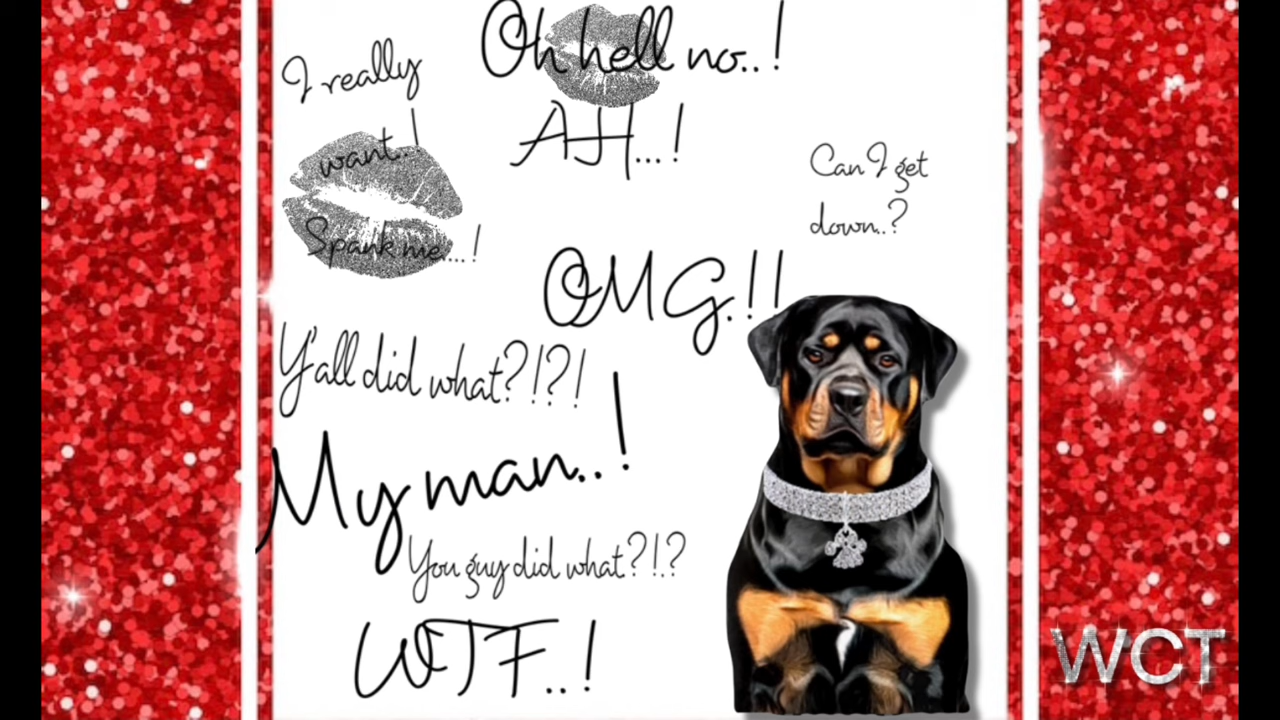 Oh hell no..!
I really
want..!
Spank me...!
AH...!
Can I get
down..?
OMG.!!
Y'all did what?!?!
My man..!
You guy did what?!.?
WTF..!
WCT